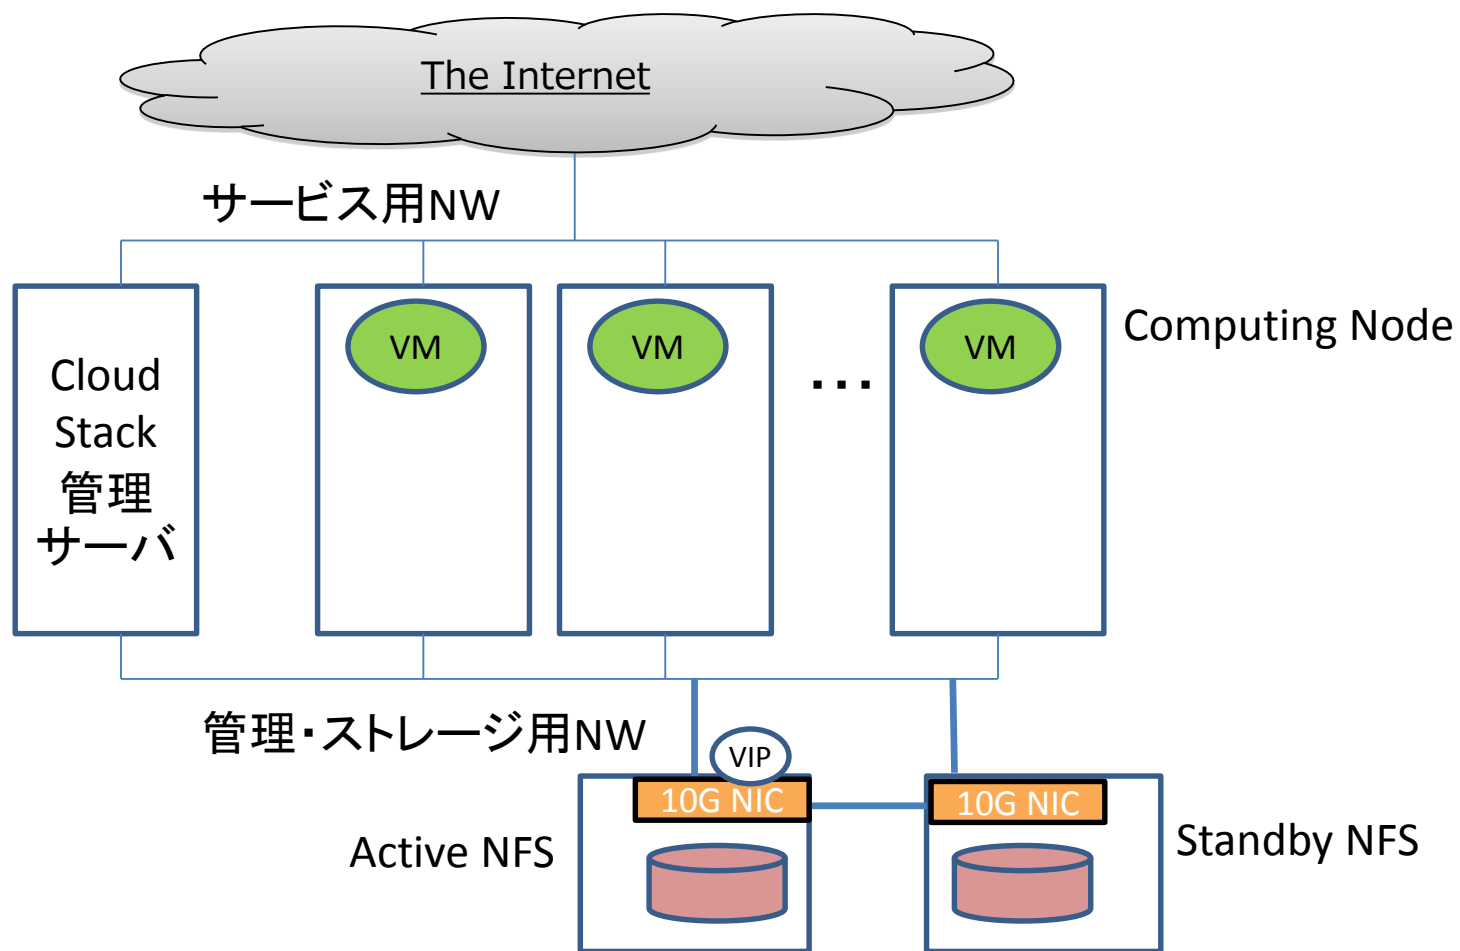 The Internet
サービス用NW
Cloud
Stack
管理
サーバ
VM
VM
...
VM
Computing Node
管理・ストレージ用NW
VIP
10G NIC
10G NIC
Active NFS
Standby NFS